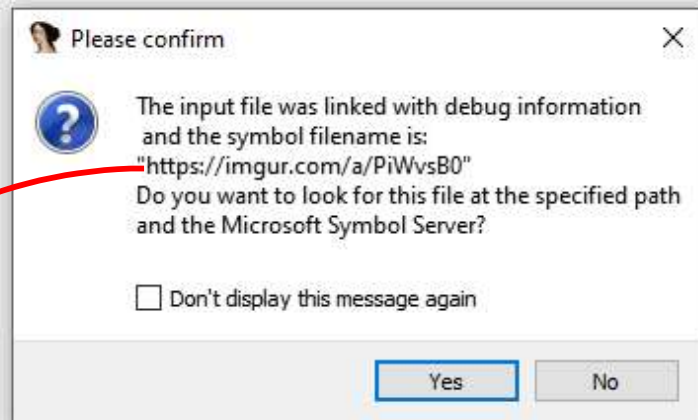 Please confirm
The input file was linked with debug information
and the symbol filename is:
"https://imgur.com/a/PiWvsB0"
Do you want to look for this file at the specified path
and the Microsoft Symbol Server?
Don't display this message again
Yes
No